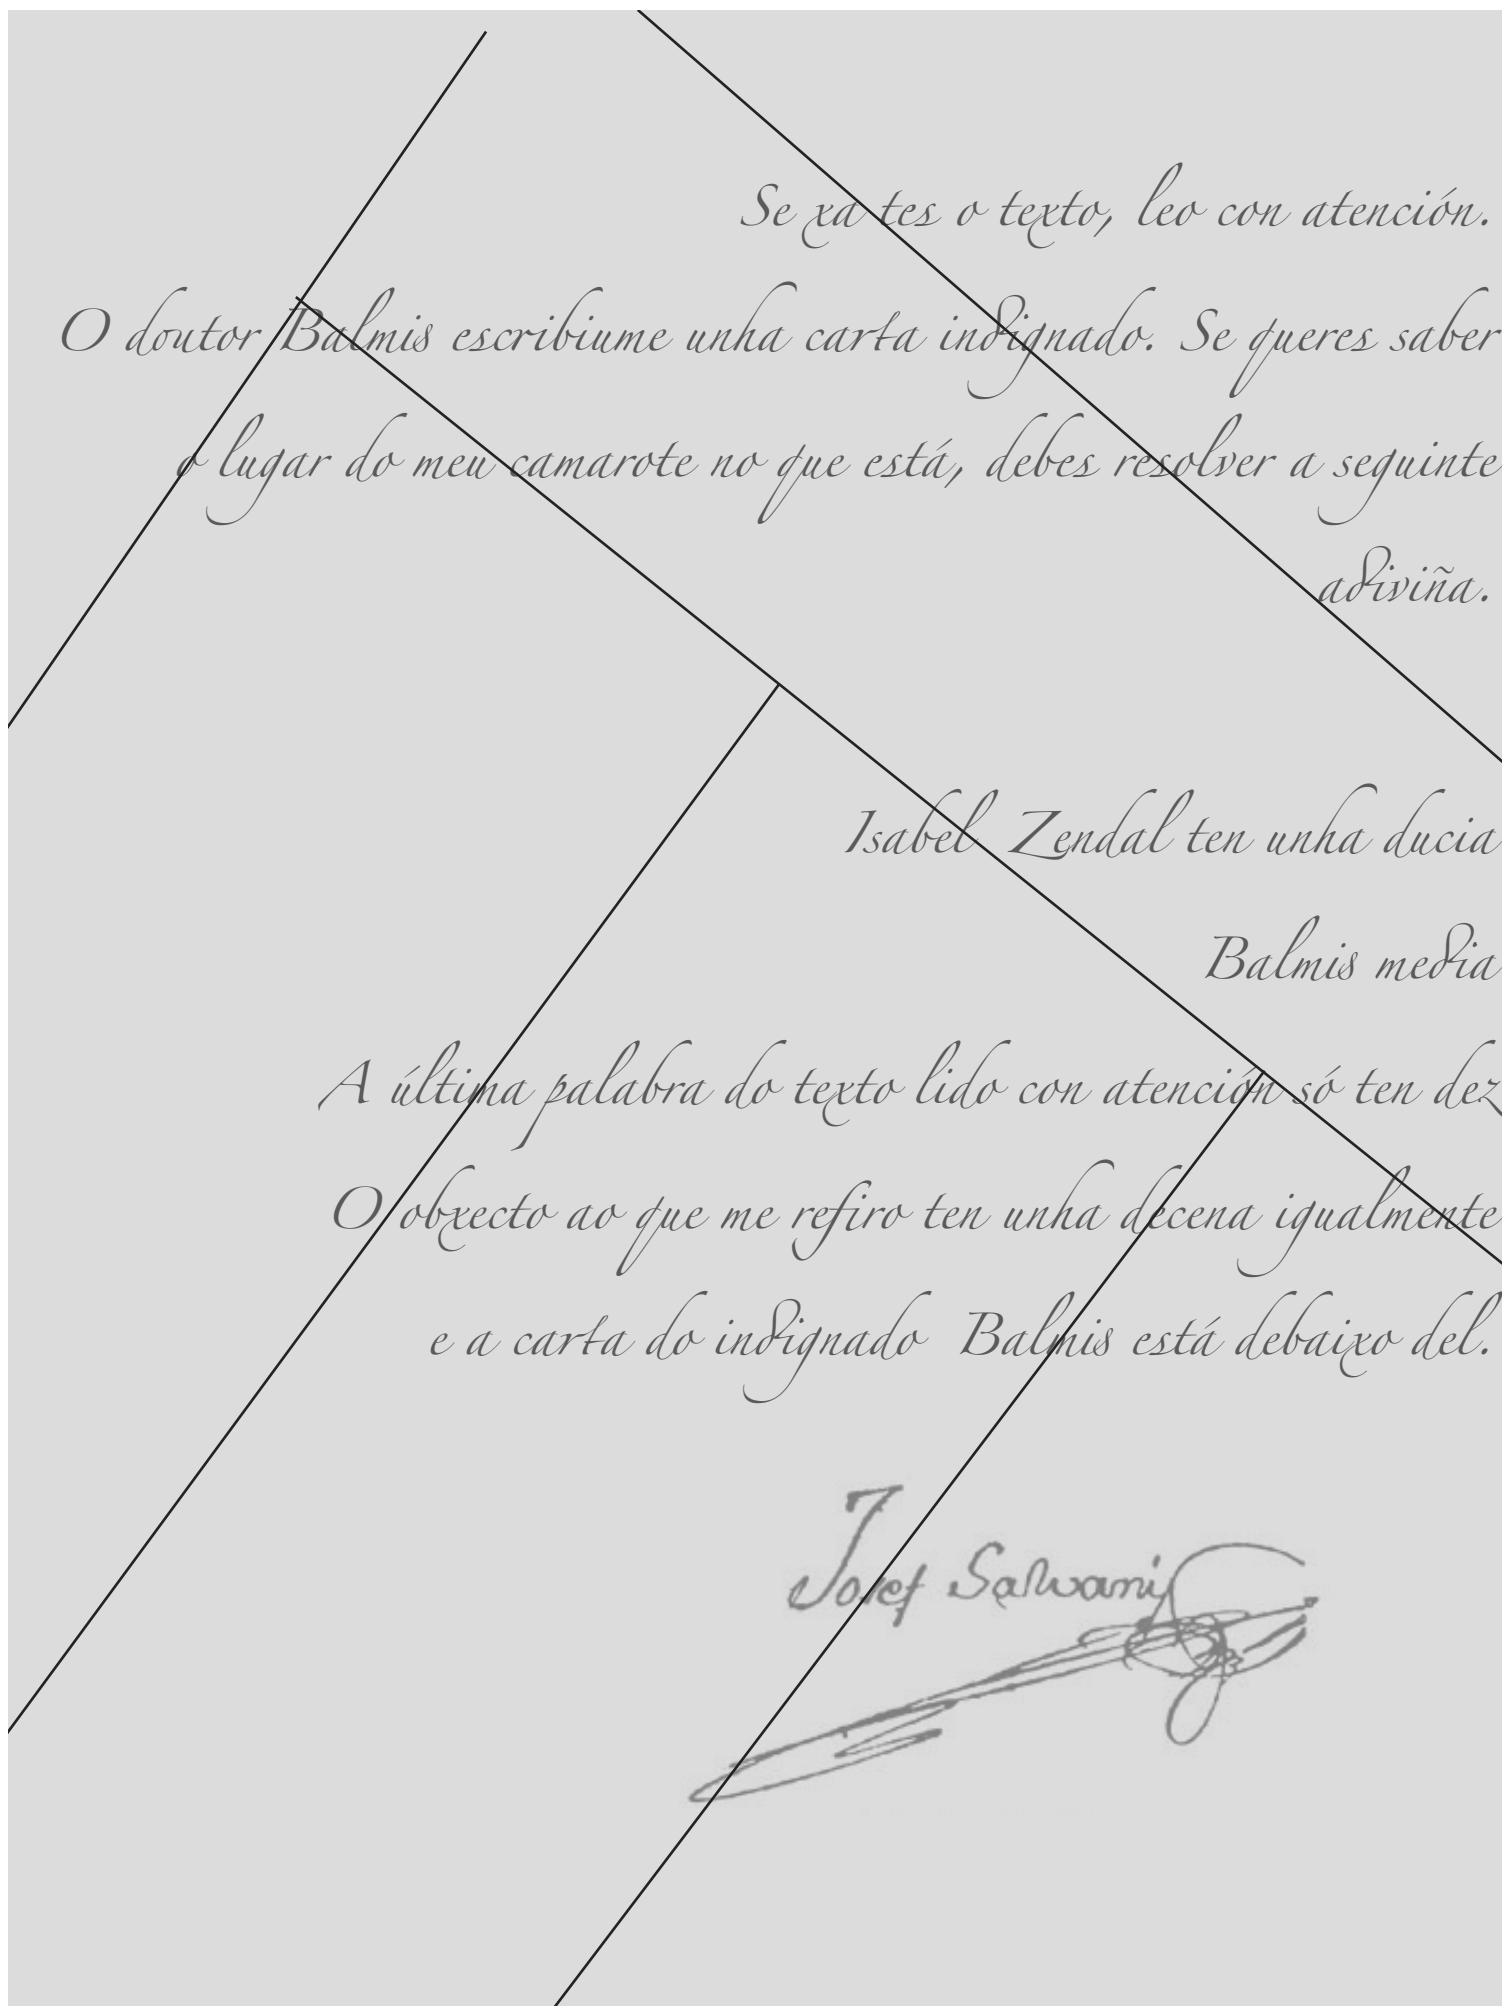 Se xa tes o texto, leo con atención.
O doutor Balmis escribiume unha carta indignado. Se queres saber
o lugar do meu camarote no que está, debes resolver a seguinte
adiviña.
Isabel Zendal ten unha ducia
Balmis media
A última palabra do texto lido con atención só ten dez
O obxecto ao que me refiro ten unha decena igualmente
e a carta do indignado Balmis está debaixo del.
Josef Salvani